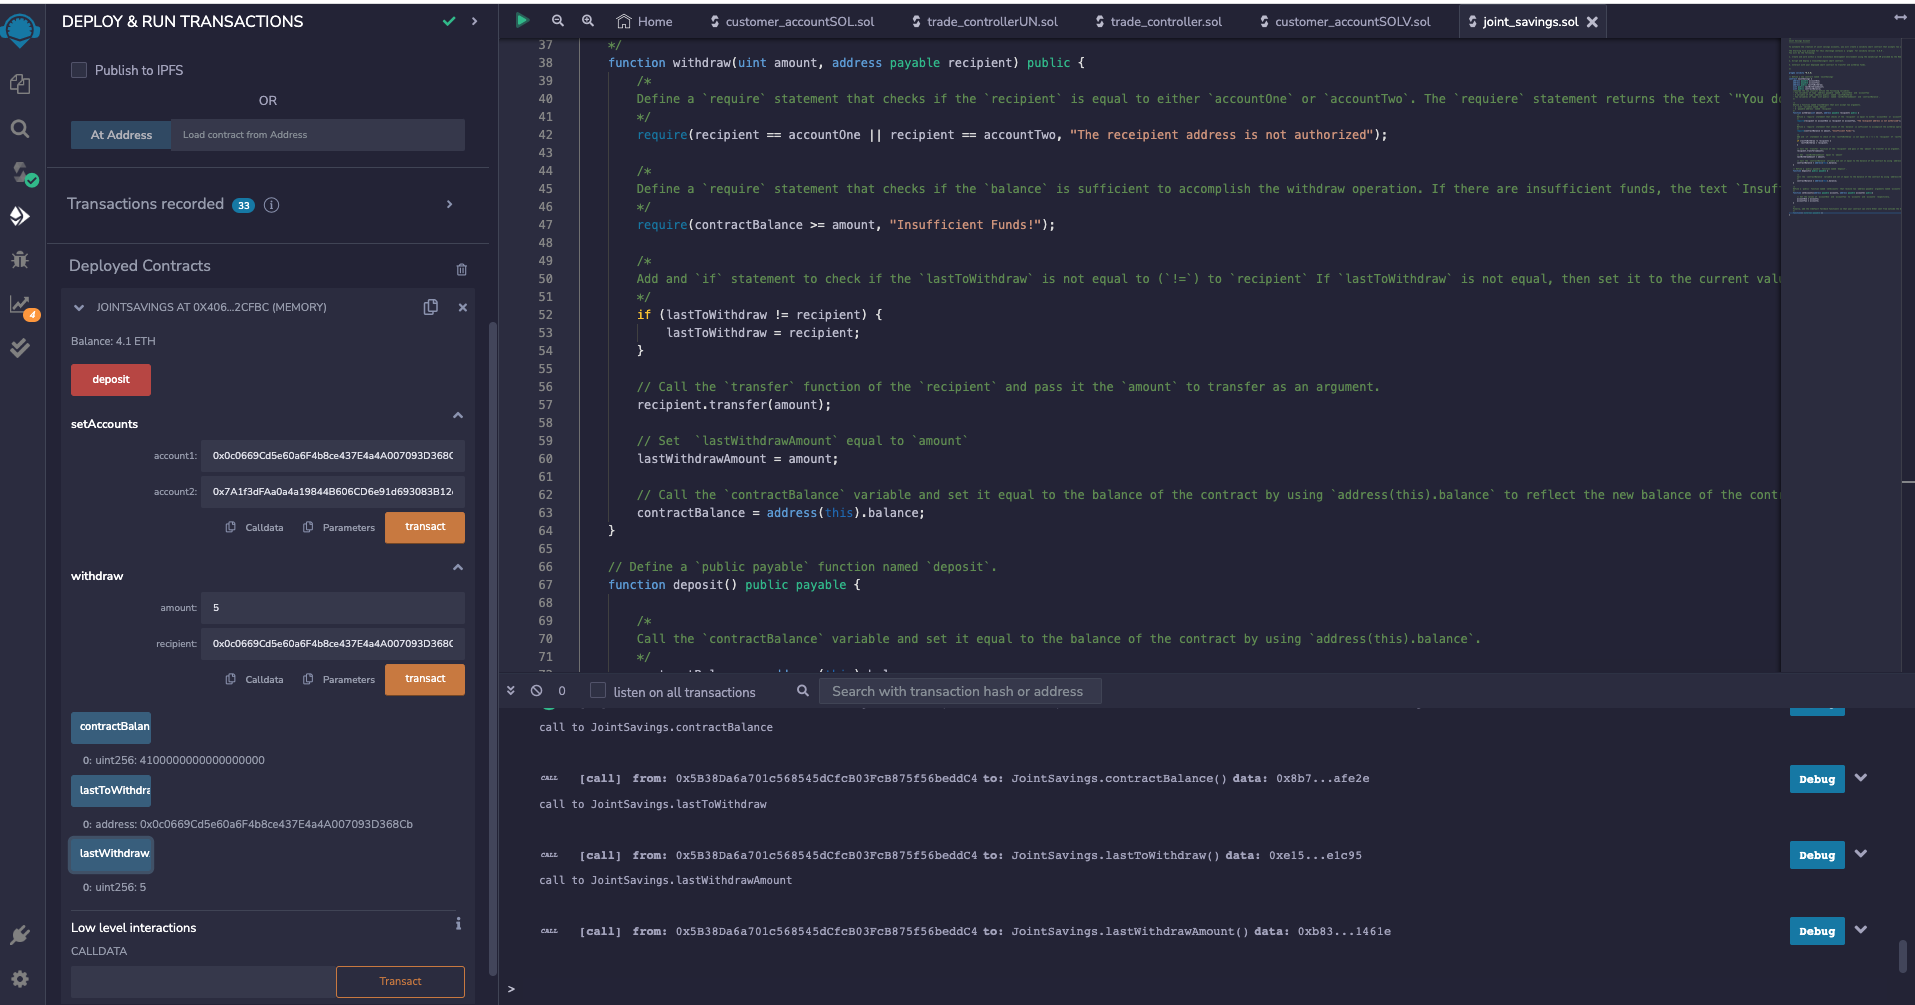 DEPLOY & RUN TRANSACTIONS
Publish to IPFS
OR
At Address
Load contract from Address
Transactions recorded 33 i
Deployed Contracts
JOINTSAVINGS AT 0X406...2CFBC (MEMORY)
Balance: 4.1 ETH
deposit
setAccounts
account1: 0x0c0669Cd5e60a6F4b8ce437E4a4A007093D368C
account2: 0x7A1f3dFAa0a4a19844B606CD6e91d693083B12
Calldata Parameters transact
withdraw
amount: 5
recipient: 0x0c0669Cd5e60a6F4b8ce437E4a4A007093D368C
Calldata Parameters transact
contractBalan
0: uint256: 4100000000000000000
lastToWithdra
0: address: 0x0c0669Cd5e60a6F4b8ce437E4a4A007093D368Cb
lastWithdraw
0: uint256: 5
Low level interactions i
CALLDATA
Transact
4
Home customer_accountSOL.sol trade_controllerUN.sol trade_controller.sol customer_accountSOLV.sol joint_savings.sol
37 */
38 function withdraw(uint amount, address payable recipient) public {
39 /*
40 Define a `require` statement that checks if the `recipient` is equal to either `accountOne` or `accountTwo`. The `requiere` statement returns the text `"You do
41 */
42 require(recipient == accountOne || recipient == accountTwo, "The receipient address is not authorized");
43
44 /*
45 Define a `require` statement that checks if the `balance` is sufficient to accomplish the withdraw operation. If there are insufficient funds, the text `Insuf
46 */
47 require(contractBalance >= amount, "Insufficient Funds!");
48
49 /*
50 Add and `if` statement to check if the `lastToWithdraw` is not equal to (`!=`) to `recipient` If `lastToWithdraw` is not equal, then set it to the current valu
51 */
52 if (lastToWithdraw != recipient) {
53 lastToWithdraw = recipient;
54 }
55
56 // Call the `transfer` function of the `recipient` and pass it the `amount` to transfer as an argument.
57 recipient.transfer(amount);
58
59 // Set  `lastWithdrawAmount` equal to `amount`
60 lastWithdrawAmount = amount;
61
62 // Call the `contractBalance` variable and set it equal to the balance of the contract by using `address(this).balance` to reflect the new balance of the cont
63 contractBalance = address(this).balance;
64 }
65
66 // Define a `public payable` function named `deposit`.
67 function deposit() public payable {
68
69 /*
70 Call the `contractBalance` variable and set it equal to the balance of the contract by using `address(this).balance`.
71 */
0 listen on all transactions Search with transaction hash or address
call to JointSavings.contractBalance
CALL [call] from: 0x5B38Da6a701c568545dCfcB03FcB875f56beddC4 to: JointSavings.contractBalance() data: 0x8b7...afe2e Debug
call to JointSavings.lastToWithdraw
CALL [call] from: 0x5B38Da6a701c568545dCfcB03FcB875f56beddC4 to: JointSavings.lastToWithdraw() data: 0xe15...e1c95 Debug
call to JointSavings.lastWithdrawAmount
CALL [call] from: 0x5B38Da6a701c568545dCfcB03FcB875f56beddC4 to: JointSavings.lastWithdrawAmount() data: 0xb83...1461e Debug
>